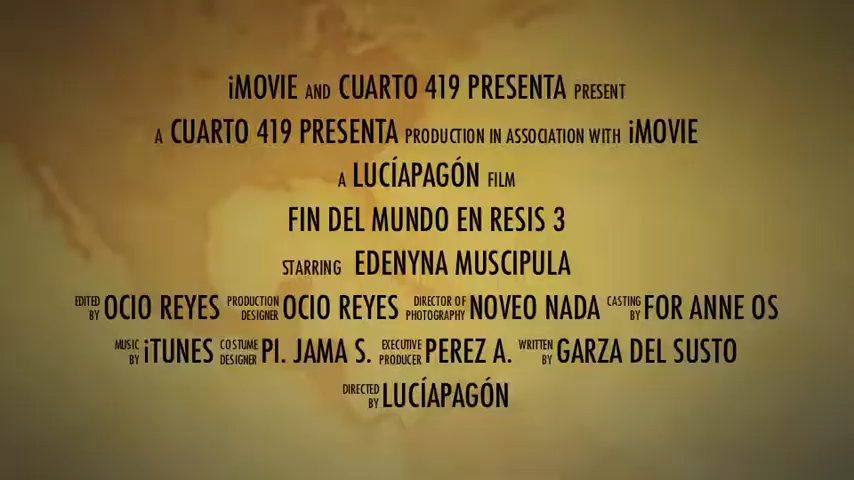 iMOVIE AND CUARTO 419 PRESENTA PRESENT
A CUARTO 419 PRESENTA PRODUCTION IN ASSOCIATION WITH iMOVIE
A LUCÍAPAGÓN FILM
FIN DEL MUNDO EN RESIS 3
STARRING EDENYNA MUSCIPULA
EDITED BY OCIO REYES PRODUCTION DESIGNER OCIO REYES DIRECTOR OF PHOTOGRAPHY NOVEO NADA CASTING BY FOR ANNE OS
MUSIC BY iTUNES COSTUME DESIGNER PI. JAMA S. EXECUTIVE PRODUCER PEREZ A. WRITTEN BY GARZA DEL SUSTO
DIRECTED BY LUCÍAPAGÓN